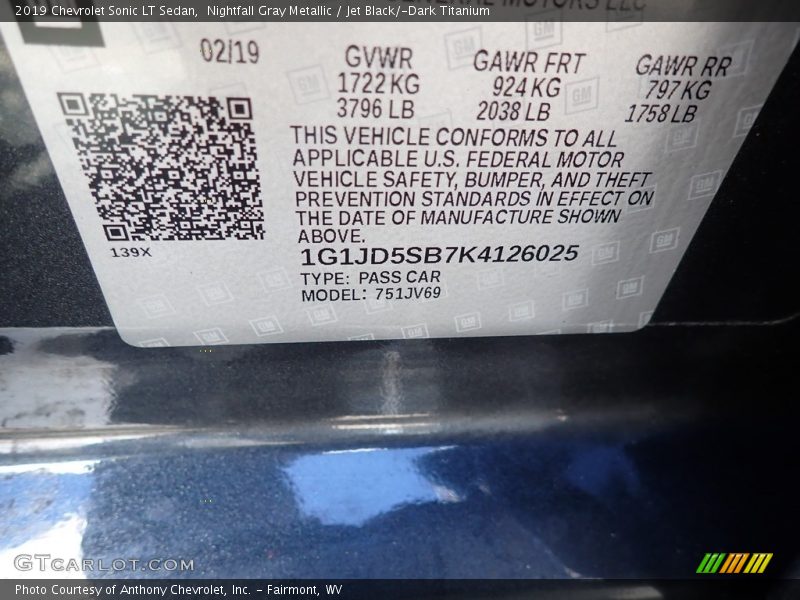 2019 Chevrolet Sonic LT Sedan,  Nightfall Gray Metallic / Jet Black/­Dark Titanium
GENERAL MOTORS LLC
02/19
GVWR GAWR FRT GAWR RR
1722 KG 924 KG 797 KG
3796 LB 2038 LB 1758 LB
THIS VEHICLE CONFORMS TO ALL
APPLICABLE U.S. FEDERAL MOTOR
VEHICLE SAFETY, BUMPER, AND THEFT
PREVENTION STANDARDS IN EFFECT ON
THE DATE OF MANUFACTURE SHOWN
ABOVE.
139X
1G1JD5SB7K4126025
TYPE: PASS CAR
MODEL: 751JV69
GTCARLOT.COM
Photo Courtesy of Anthony Chevrolet, Inc. - Fairmont, WV